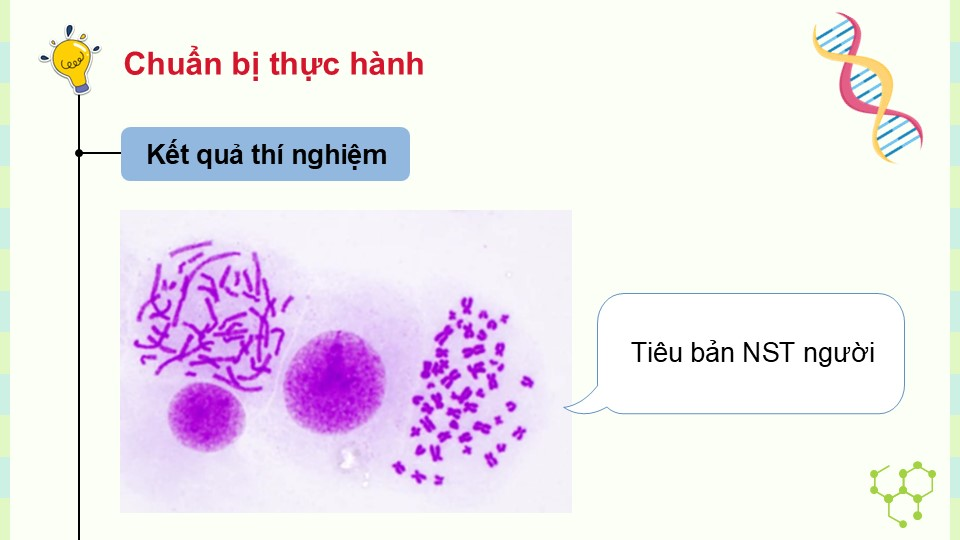 Chuẩn bị thực hành
Kết quả thí nghiệm
Tiêu bản NST người